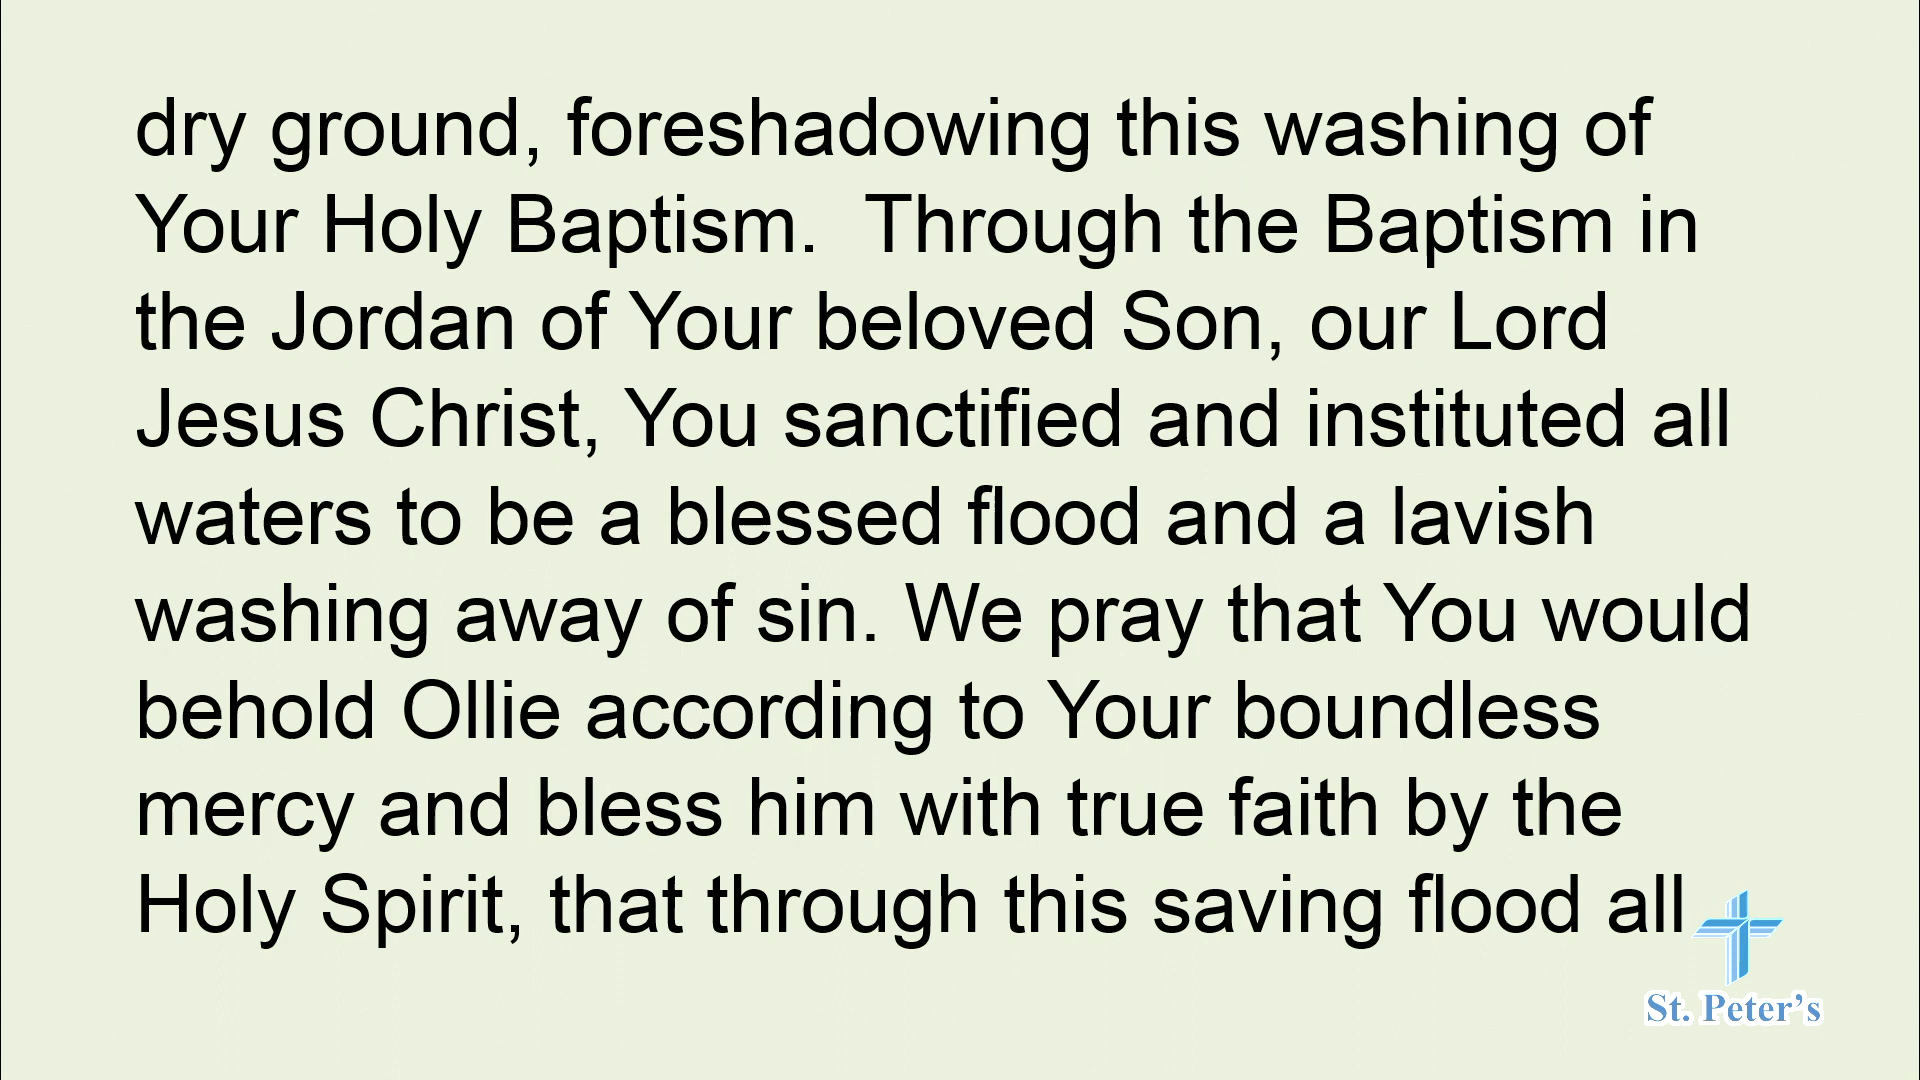 dry ground, foreshadowing this washing of
Your Holy Baptism.  Through the Baptism in
the Jordan of Your beloved Son, our Lord
Jesus Christ, You sanctified and instituted all
waters to be a blessed flood and a lavish
washing away of sin. We pray that You would
behold Ollie according to Your boundless
mercy and bless him with true faith by the
Holy Spirit, that through this saving flood all
St. Peter’s